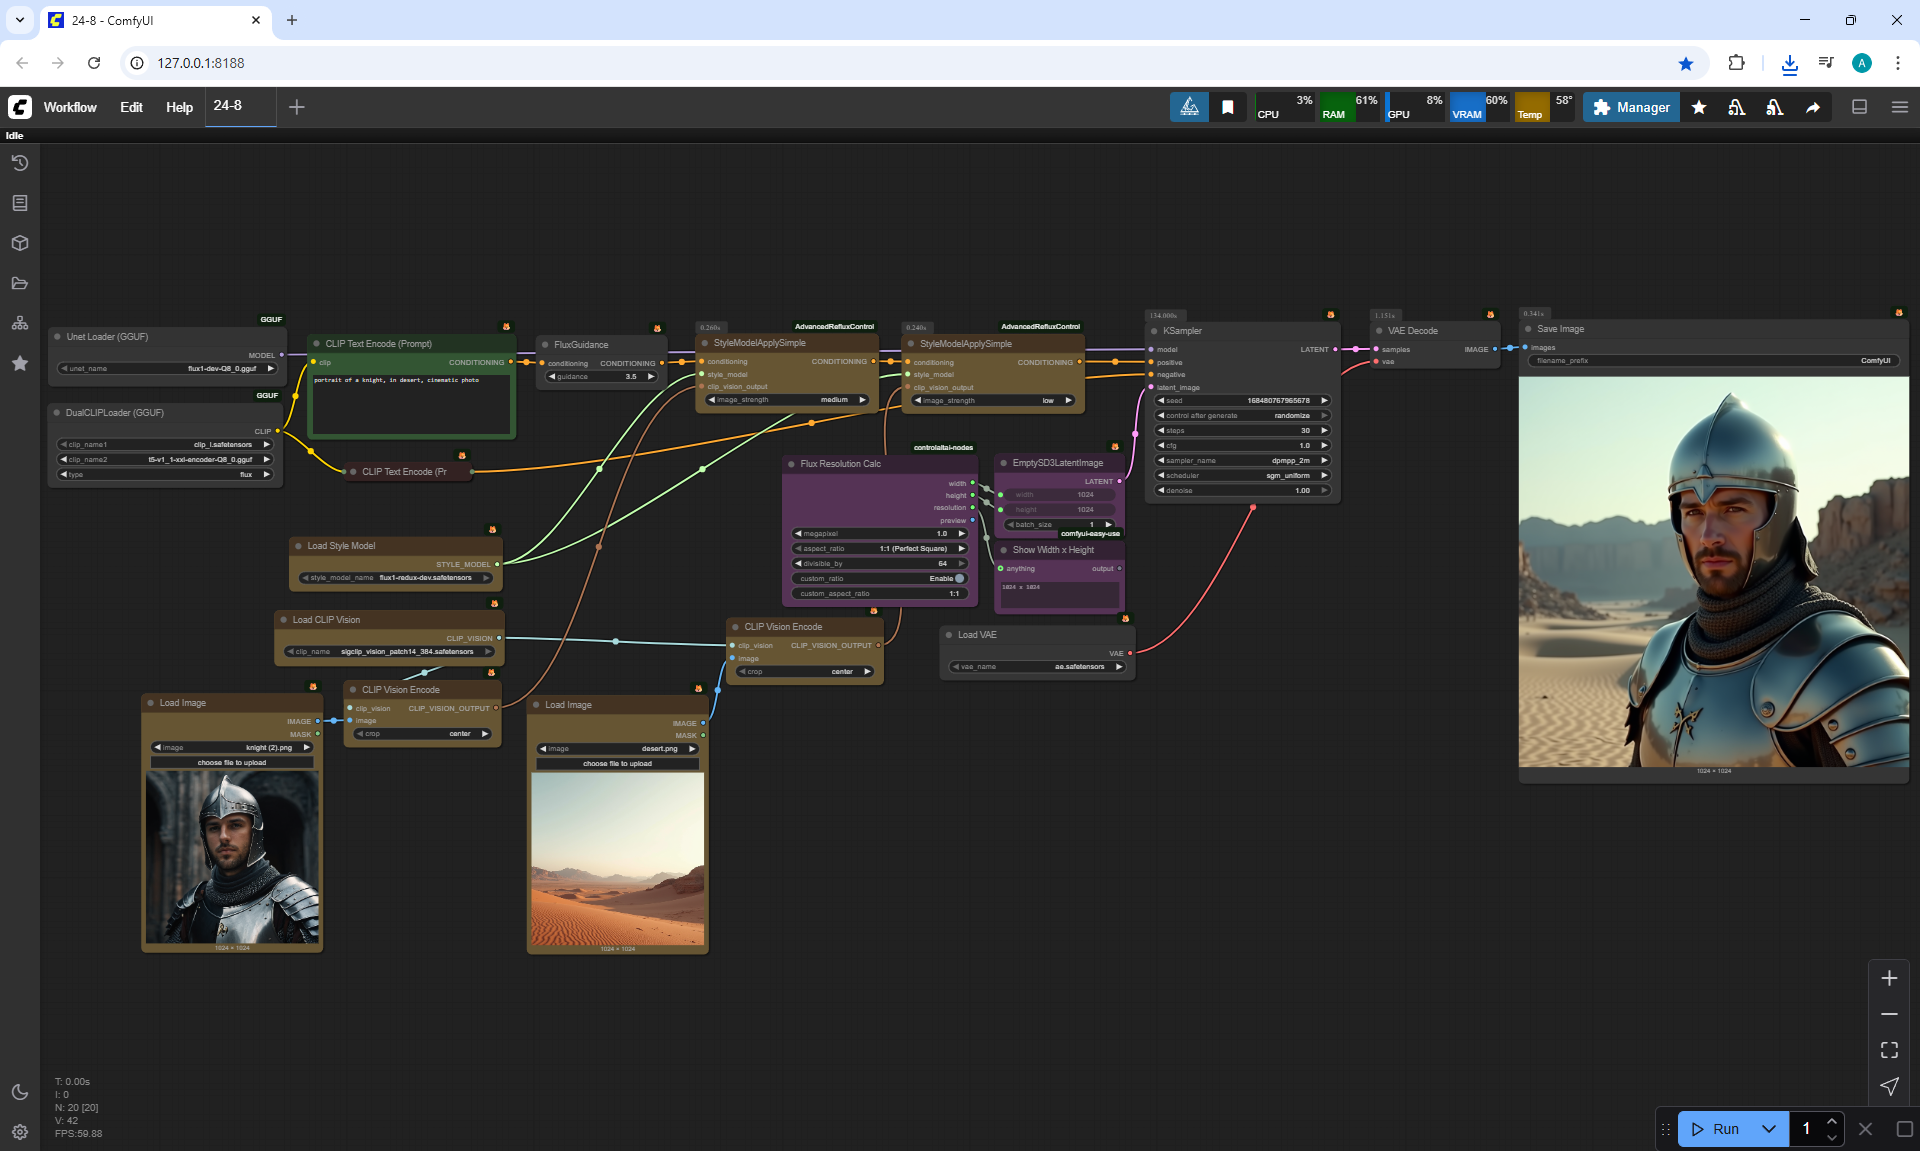 24-8 - ComfyUI
127.0.0.1:8188
A
Workflow Edit Help 24-8
CPU 3% RAM 61% GPU 8% VRAM 60% Temp 58° Manager
Idle
GGUF
Unet Loader (GGUF)
MODEL
unet_name flux1-dev-Q8_0.gguf
GGUF
DualCLIPLoader (GGUF)
CLIP
clip_name1 clip_l.safetensors
clip_name2 t5-v1_1-xxl-encoder-Q8_0.gguf
type flux
CLIP Text Encode (Prompt)
clip CONDITIONING
portrait of a knight, in desert, cinematic photo
CLIP Text Encode (Pr
FluxGuidance
conditioning CONDITIONING
guidance 3.5
0.260s AdvancedRefluxControl
StyleModelApplySimple
conditioning CONDITIONING
style_model
clip_vision_output
image_strength medium
0.240s AdvancedRefluxControl
StyleModelApplySimple
conditioning CONDITIONING
style_model
clip_vision_output
image_strength low
134.000s
KSampler
model LATENT
positive
negative
latent_image
seed 168480767965678
control after generate randomize
steps 30
cfg 1.0
sampler_name dpmpp_2m
scheduler sgm_uniform
denoise 1.00
1.151s
VAE Decode
samples IMAGE
vae
0.341s
Save Image
images
filename_prefix ComfyUI
1024 × 1024
controlaltai-nodes
Flux Resolution Calc
width
height
resolution
preview
megapixel 1.0
aspect_ratio 1:1 (Perfect Square)
divisible_by 64
custom_ratio Enable
custom_aspect_ratio 1:1
EmptySD3LatentImage
LATENT
width 1024
height 1024
batch_size 1
comfyui-easy-use
Show Width x Height
anything output
1024 x 1024
Load Style Model
STYLE_MODEL
style_model_name flux1-redux-dev.safetensors
Load CLIP Vision
CLIP_VISION
clip_name sigclip_vision_patch14_384.safetensors
CLIP Vision Encode
clip_vision CLIP_VISION_OUTPUT
image
crop center
Load VAE
VAE
vae_name ae.safetensors
CLIP Vision Encode
clip_vision CLIP_VISION_OUTPUT
image
crop center
Load Image
IMAGE
MASK
image knight (2).png
choose file to upload
1024 × 1024
Load Image
IMAGE
MASK
image desert.png
choose file to upload
1024 × 1024
T: 0.00s
I: 0
N: 20 [20]
V: 42
FPS:59.88
Run 1